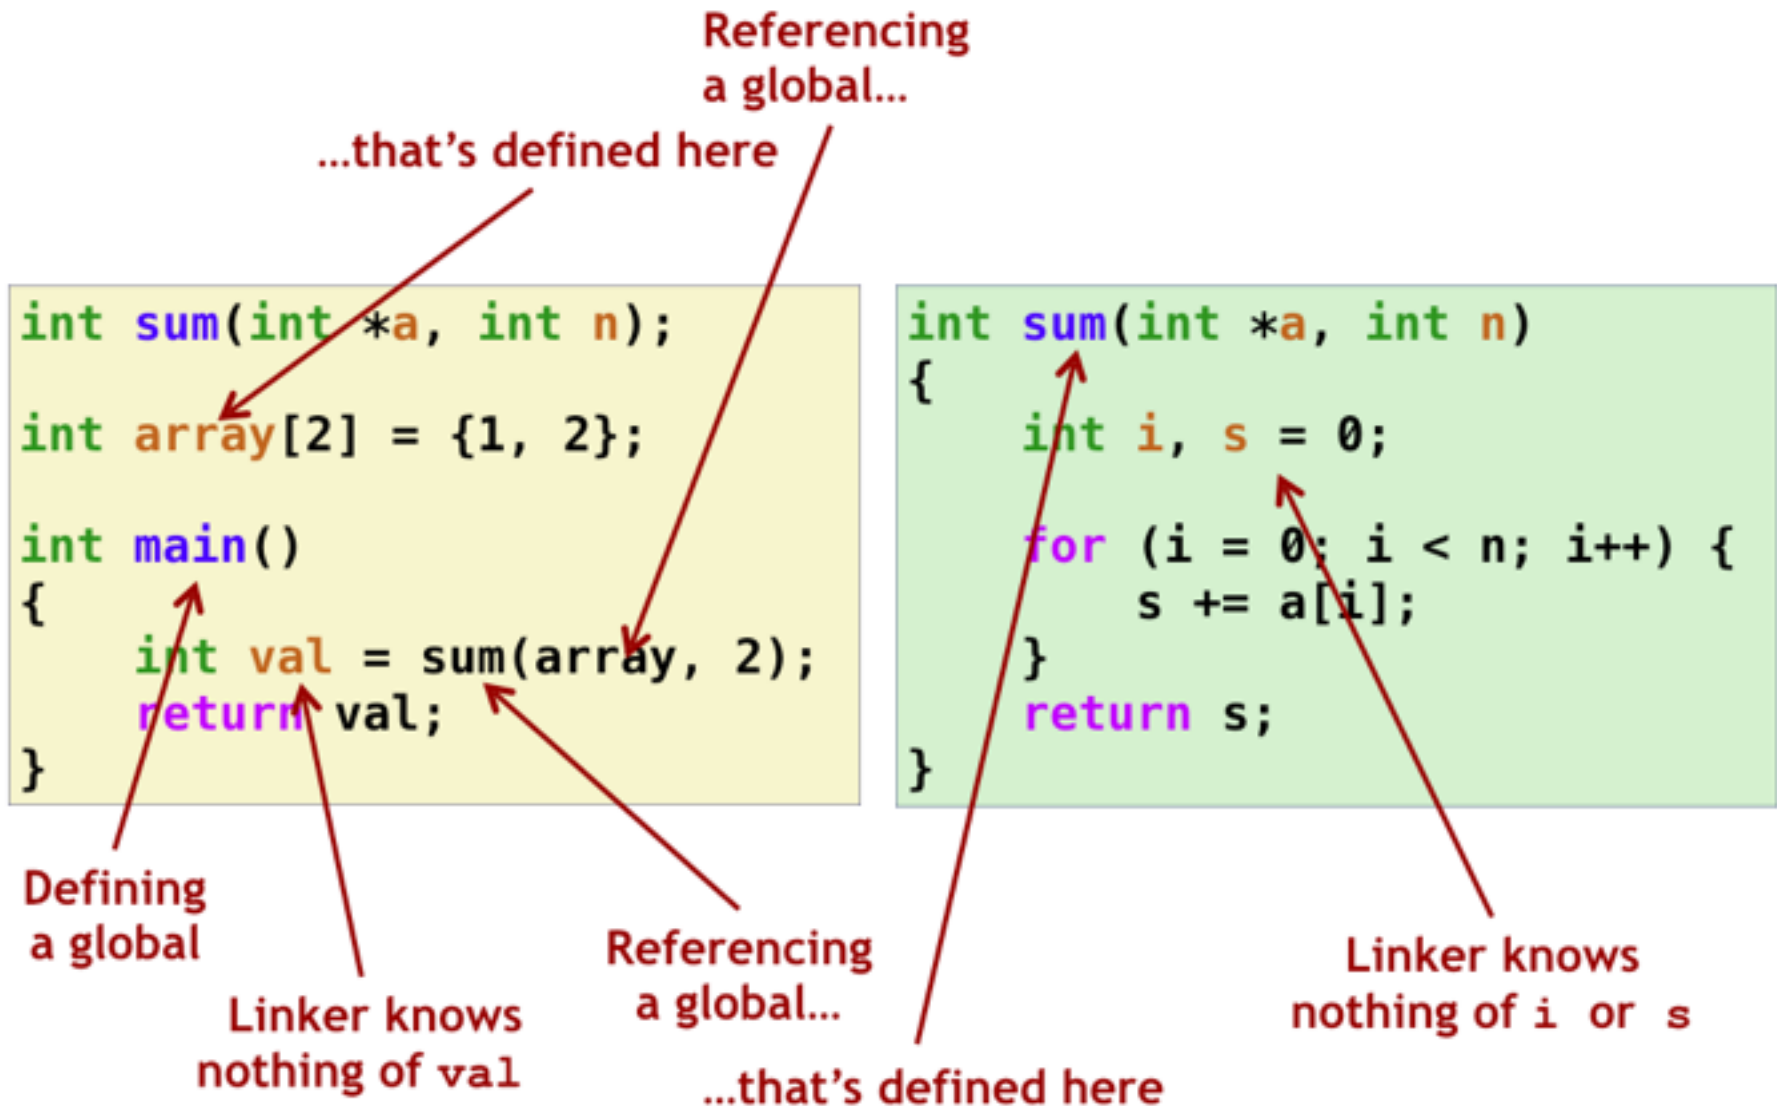 Referencing
a global…
…that’s defined here
int sum(int *a, int n);
int array[2] = {1, 2};
int main()
{
    int val = sum(array, 2);
    return val;
}
int sum(int *a, int n)
{
    int i, s = 0;
    for (i = 0; i < n; i++) {
        s += a[i];
    }
    return s;
}
Defining
a global
Linker knows
nothing of val
Referencing
a global…
…that’s defined here
Linker knows
nothing of i or s